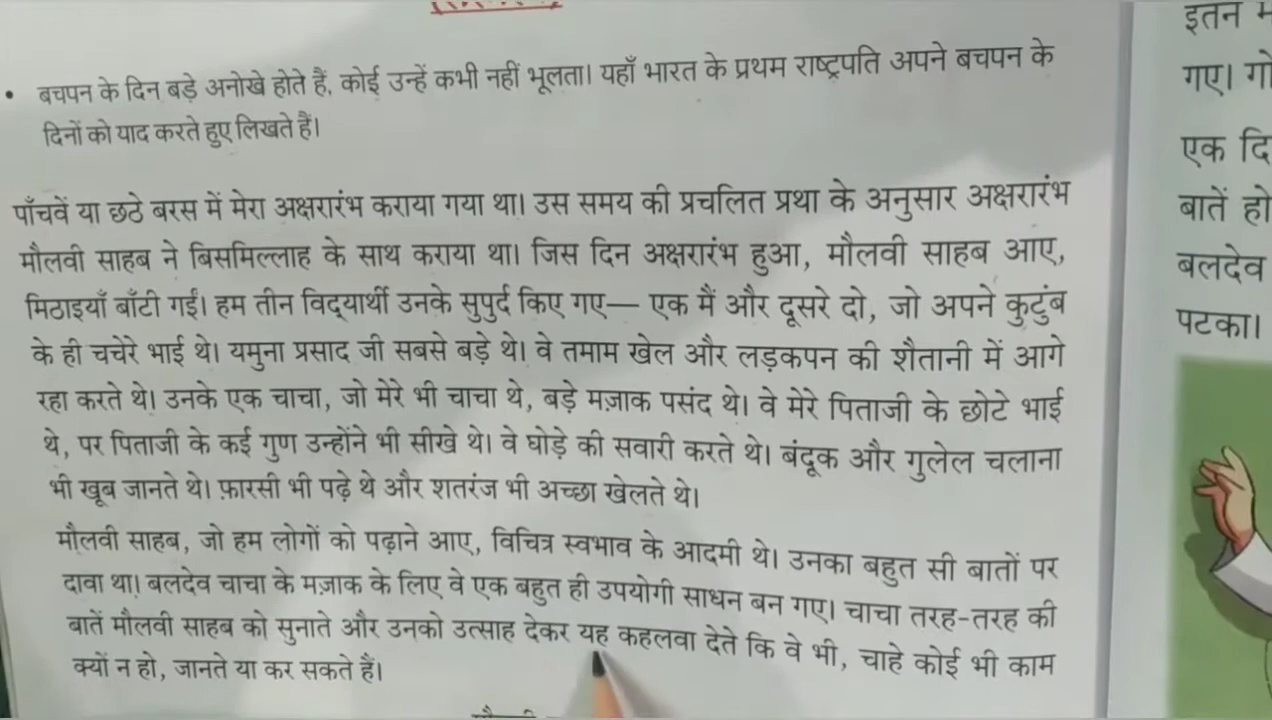 • बचपन के दिन बड़े अनोखे होते हैं, कोई उन्हें कभी नहीं भूलता। यहाँ भारत के प्रथम राष्ट्रपति अपने बचपन के
दिनों को याद करते हुए लिखते हैं।
पाँचवें या छठे बरस में मेरा अक्षरारंभ कराया गया था। उस समय की प्रचलित प्रथा के अनुसार अक्षरारंभ
मौलवी साहब ने बिसमिल्लाह के साथ कराया था। जिस दिन अक्षरारंभ हुआ, मौलवी साहब आए,
मिठाइयाँ बाँटी गईं। हम तीन विद्यार्थी उनके सुपुर्द किए गए— एक मैं और दूसरे दो, जो अपने कुटुंब
के ही चचेरे भाई थे। यमुना प्रसाद जी सबसे बड़े थे। वे तमाम खेल और लड़कपन की शैतानी में आगे
रहा करते थे। उनके एक चाचा, जो मेरे भी चाचा थे, बड़े मज़ाक पसंद थे। वे मेरे पिताजी के छोटे भाई
थे, पर पिताजी के कई गुण उन्होंने भी सीखे थे। वे घोड़े की सवारी करते थे। बंदूक और गुलेल चलाना
भी खूब जानते थे। फ़ारसी भी पढ़े थे और शतरंज भी अच्छा खेलते थे।
मौलवी साहब, जो हम लोगों को पढ़ाने आए, विचित्र स्वभाव के आदमी थे। उनका बहुत सी बातों पर
दावा था। बलदेव चाचा के मज़ाक के लिए वे एक बहुत ही उपयोगी साधन बन गए। चाचा तरह-तरह की
बातें मौलवी साहब को सुनाते और उनको उत्साह देकर यह कहलवा देते कि वे भी, चाहे कोई भी काम
क्यों न हो, जानते या कर सकते हैं।
इतने
गए।
एक
बातें हो
बलदेव
पटका।